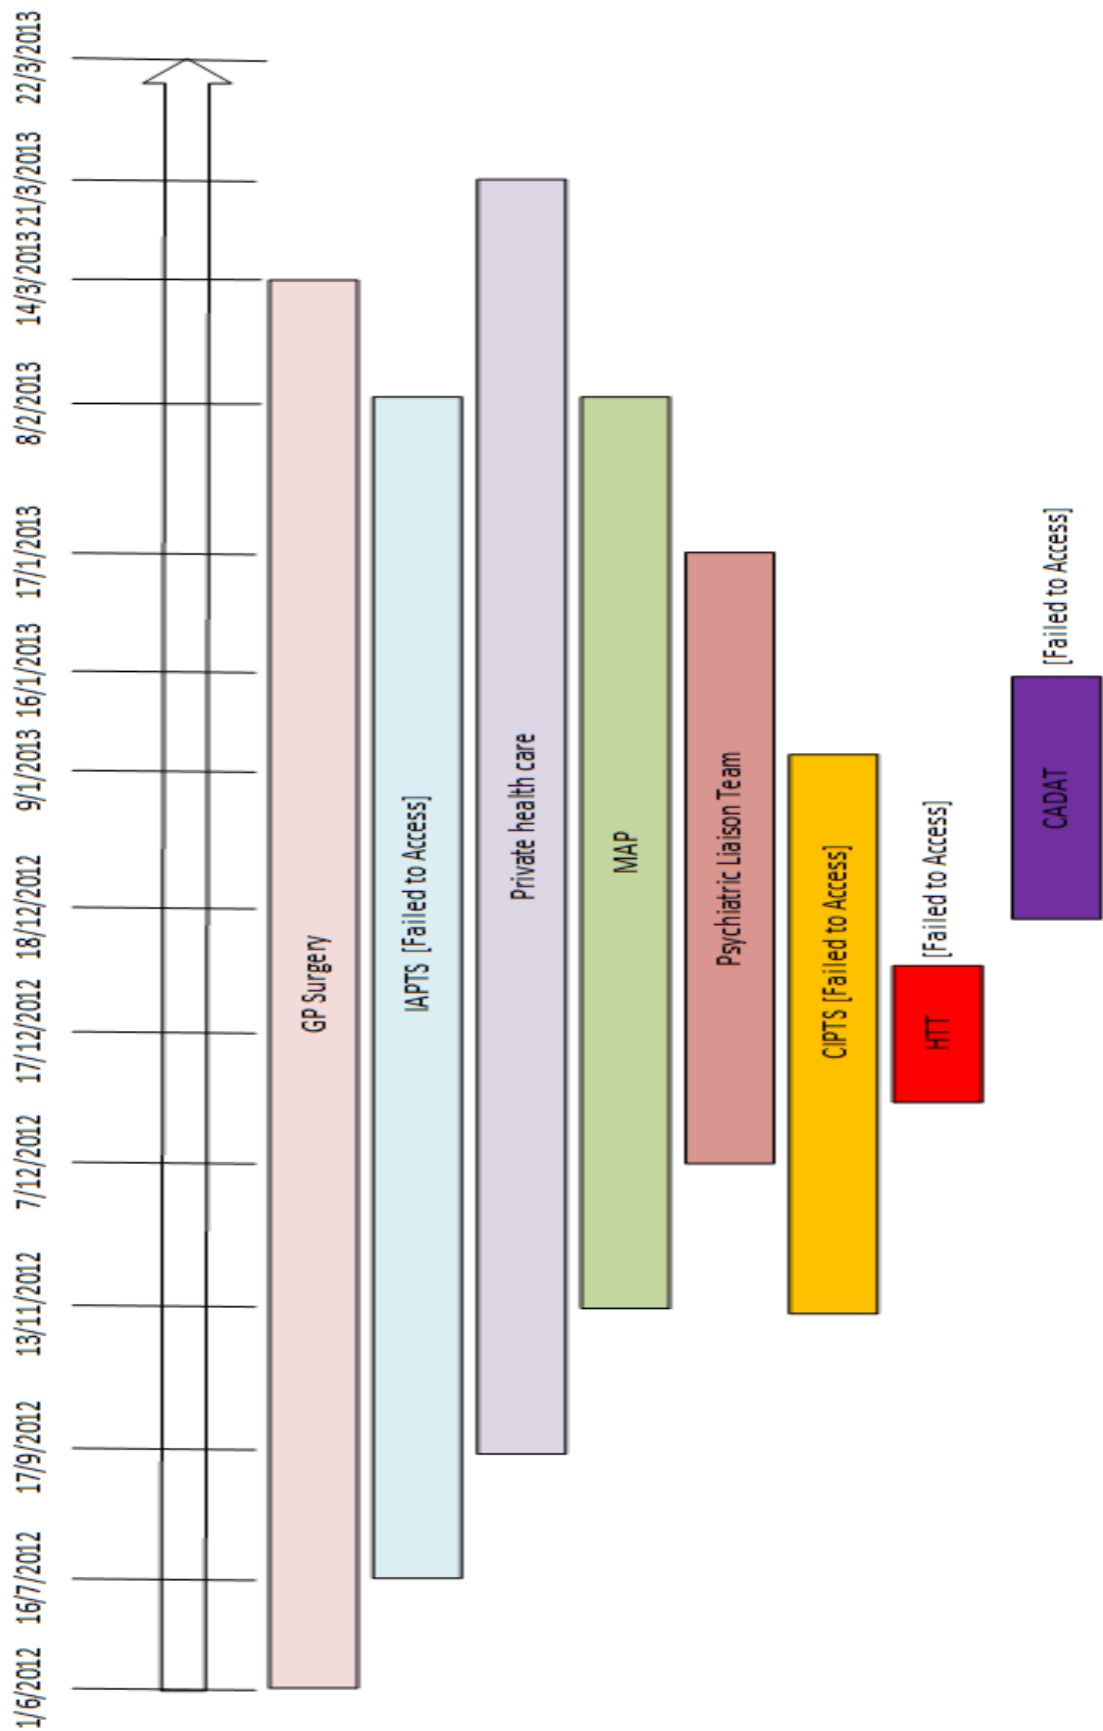 1/6/2012
16/7/2012
17/9/2012
13/11/2012
7/12/2012
17/12/2012
18/12/2012
9/1/2013
16/1/2013
17/1/2013
8/2/2013
14/3/2013
21/3/2013
22/3/2013
GP Surgery
IAPTS [Failed to Access]
Private health care
MAP
Psychiatric Liaison Team
CIPTS [Failed to Access]
HTT
[Failed to Access]
CADAT
[Failed to Access]